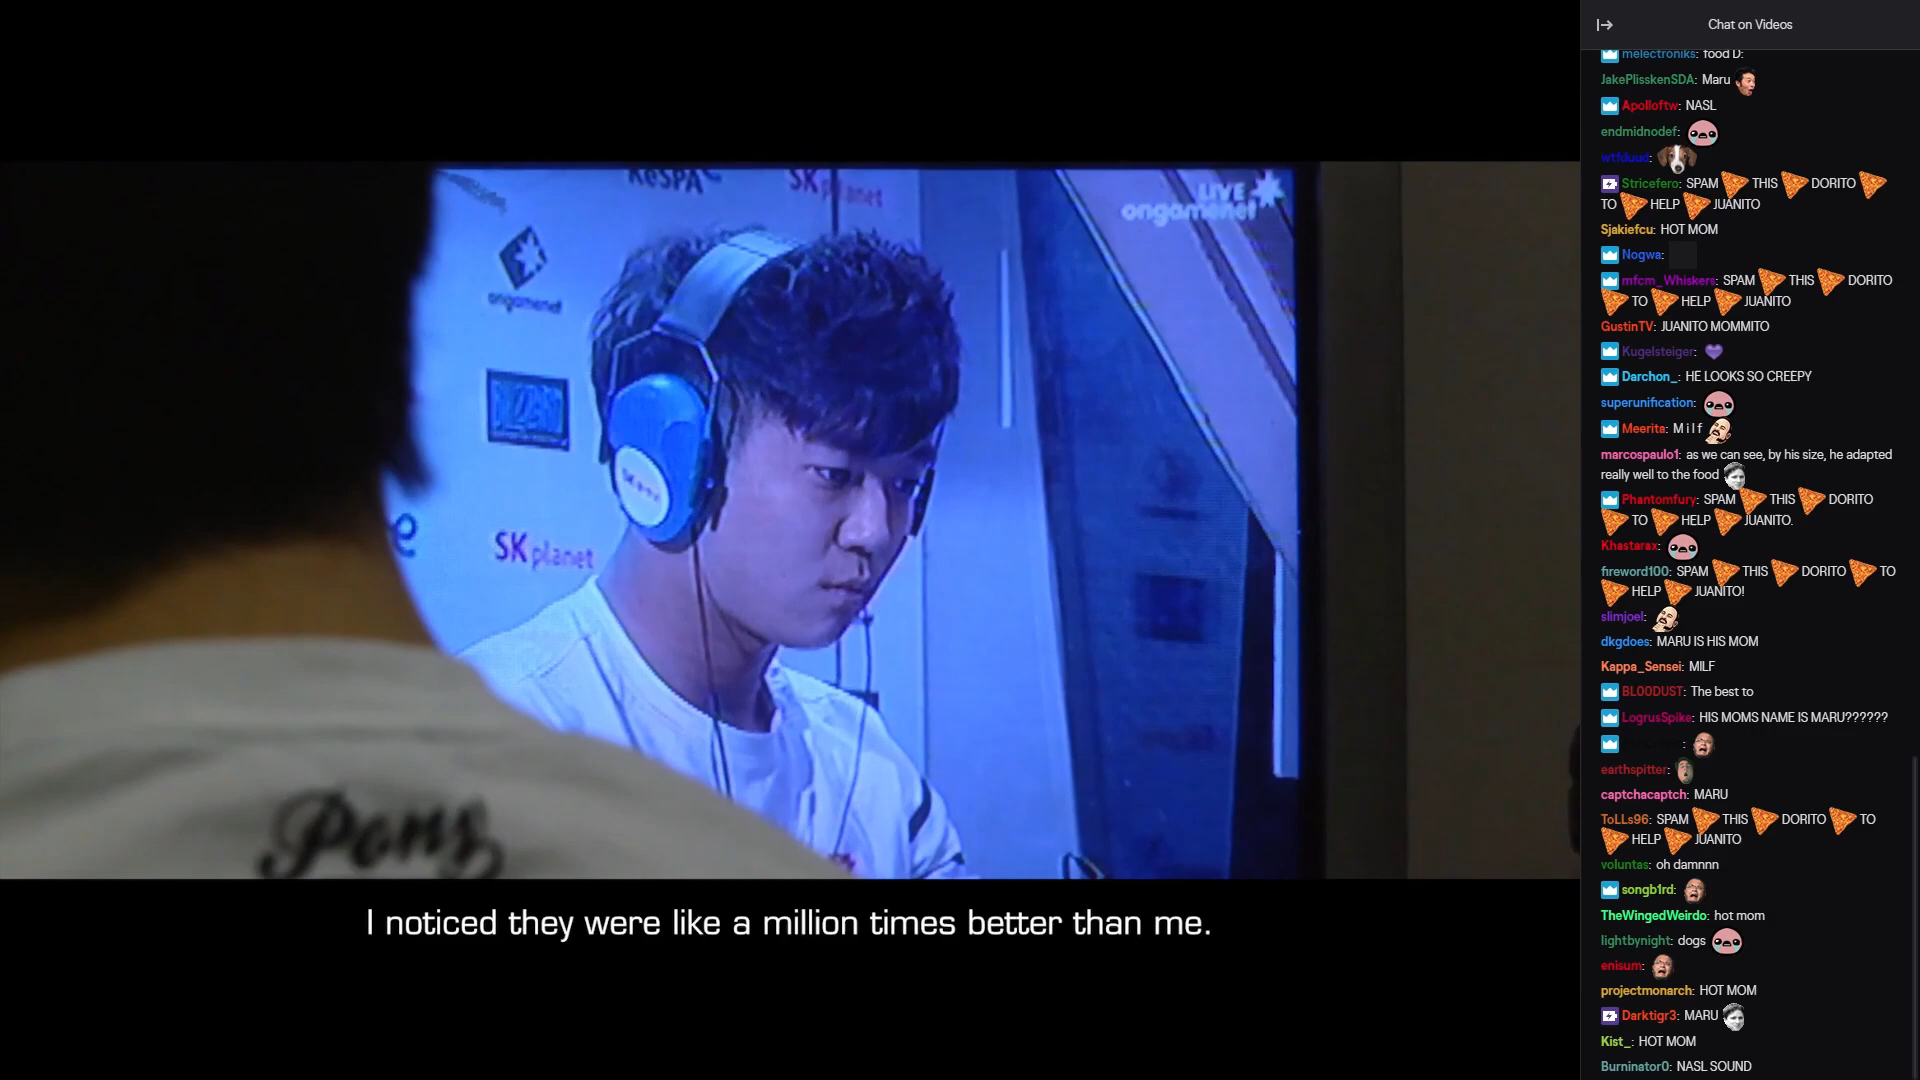 KeSPA
SK planet
LIVE
ongamenet
ongamenet
SK planet
e
Pong
I noticed they were like a million times better than me.
Chat on Videos
melectroniks: food D:
JakePlisskenSDA: Maru
Apolloftw: NASL
endmidnodef:
wtfduud:
Stricefero: SPAM THIS DORITO
TO HELP JUANITO
Sjakiefcu: HOT MOM
Nogwa:
mfcm_Whiskers: SPAM THIS DORITO
TO HELP JUANITO
GustinTV: JUANITO MOMMITO
Kugelsteiger:
Darchon_: HE LOOKS SO CREEPY
superunification:
Meerita: M i l f
marcospaulo1: as we can see, by his size, he adapted
really well to the food
Phantomfury: SPAM THIS DORITO
TO HELP JUANITO.
Khastarax:
fireword100: SPAM THIS DORITO TO
HELP JUANITO!
slimjoel:
dkgdoes: MARU IS HIS MOM
Kappa_Sensei: MILF
BL00DUST: The best to
LogrusSpike: HIS MOMS NAME IS MARU??????
:
earthspitter:
captchacaptch: MARU
ToLLs96: SPAM THIS DORITO TO
HELP JUANITO
voluntas: oh damnnn
songb1rd:
TheWingedWeirdo: hot mom
lightbynight: dogs
enisum:
projectmonarch: HOT MOM
Darktigr3: MARU
Kist_: HOT MOM
Burninator0: NASL SOUND